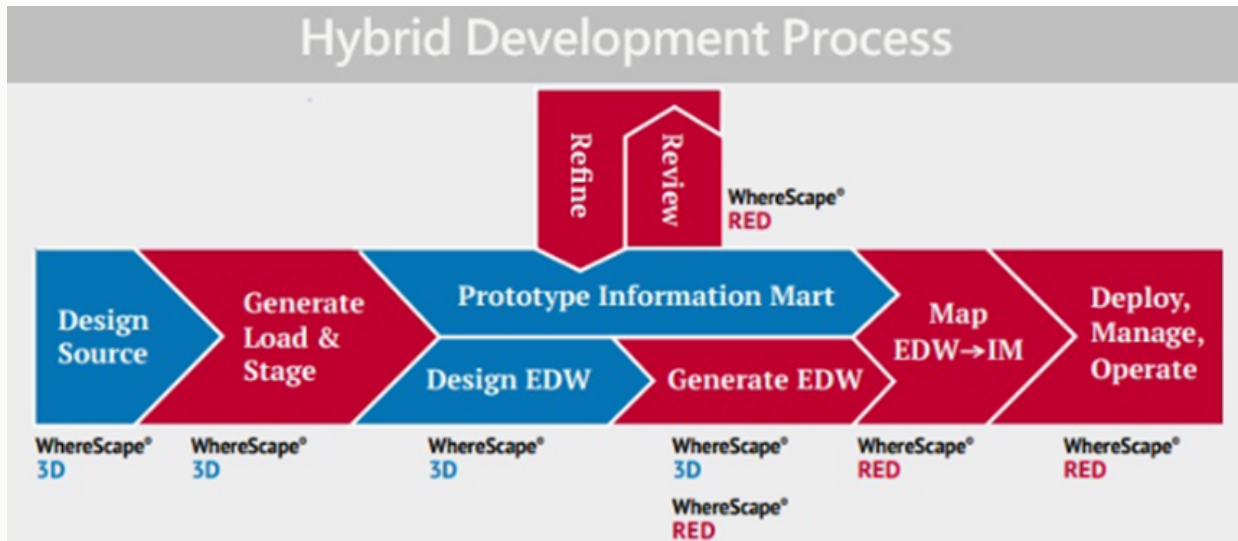 Hybrid Development Process
Refine
Review
WhereScape®
RED
Design
Source
Generate
Load &
Stage
Prototype Information Mart
Design EDW
Generate EDW
Map
EDW→IM
Deploy,
Manage,
Operate
WhereScape®
3D
WhereScape®
3D
WhereScape®
3D
WhereScape®
3D
WhereScape®
RED
WhereScape®
RED
WhereScape®
RED